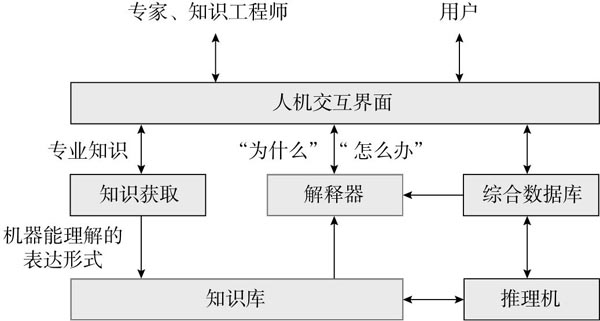 专家、知识工程师
用户
人机交互界面
专业知识
“为什么”
“怎么办”
知识获取
解释器
综合数据库
机器能理解的
表达形式
知识库
推理机